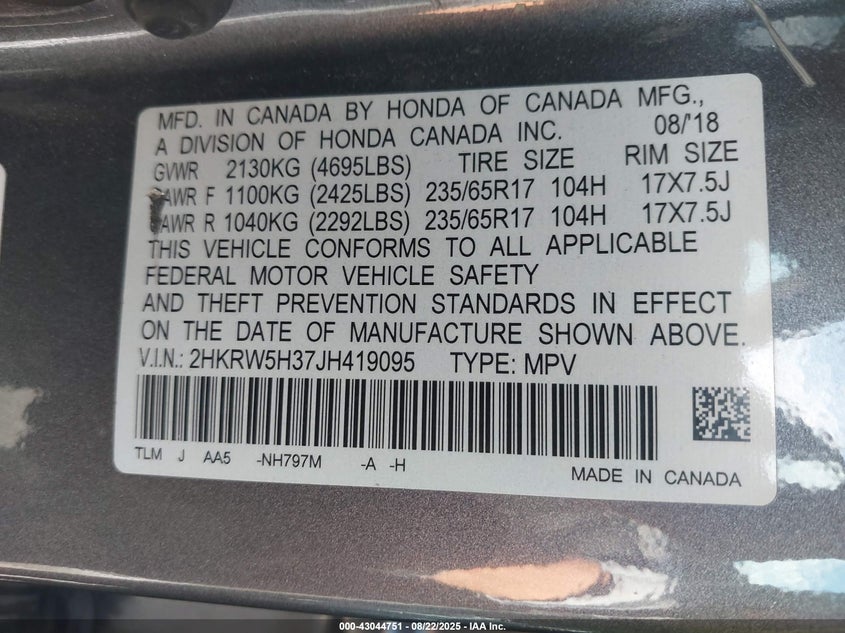 MFD. IN CANADA BY HONDA OF CANADA MFG.,
A DIVISION OF HONDA CANADA INC. 08/'18
GVWR 2130KG (4695LBS) TIRE SIZE RIM SIZE
GAWR F 1100KG (2425LBS) 235/65R17 104H 17X7.5J
GAWR R 1040KG (2292LBS) 235/65R17 104H 17X7.5J
THIS VEHICLE CONFORMS TO ALL APPLICABLE
FEDERAL MOTOR VEHICLE SAFETY
AND THEFT PREVENTION STANDARDS IN EFFECT
ON THE DATE OF MANUFACTURE SHOWN ABOVE.
V.I.N.: 2HKRW5H37JH419095 TYPE: MPV
TLM J AA5 -NH797M -A -H MADE IN CANADA
000-43044751 — 08/22/2025 — IAA Inc.